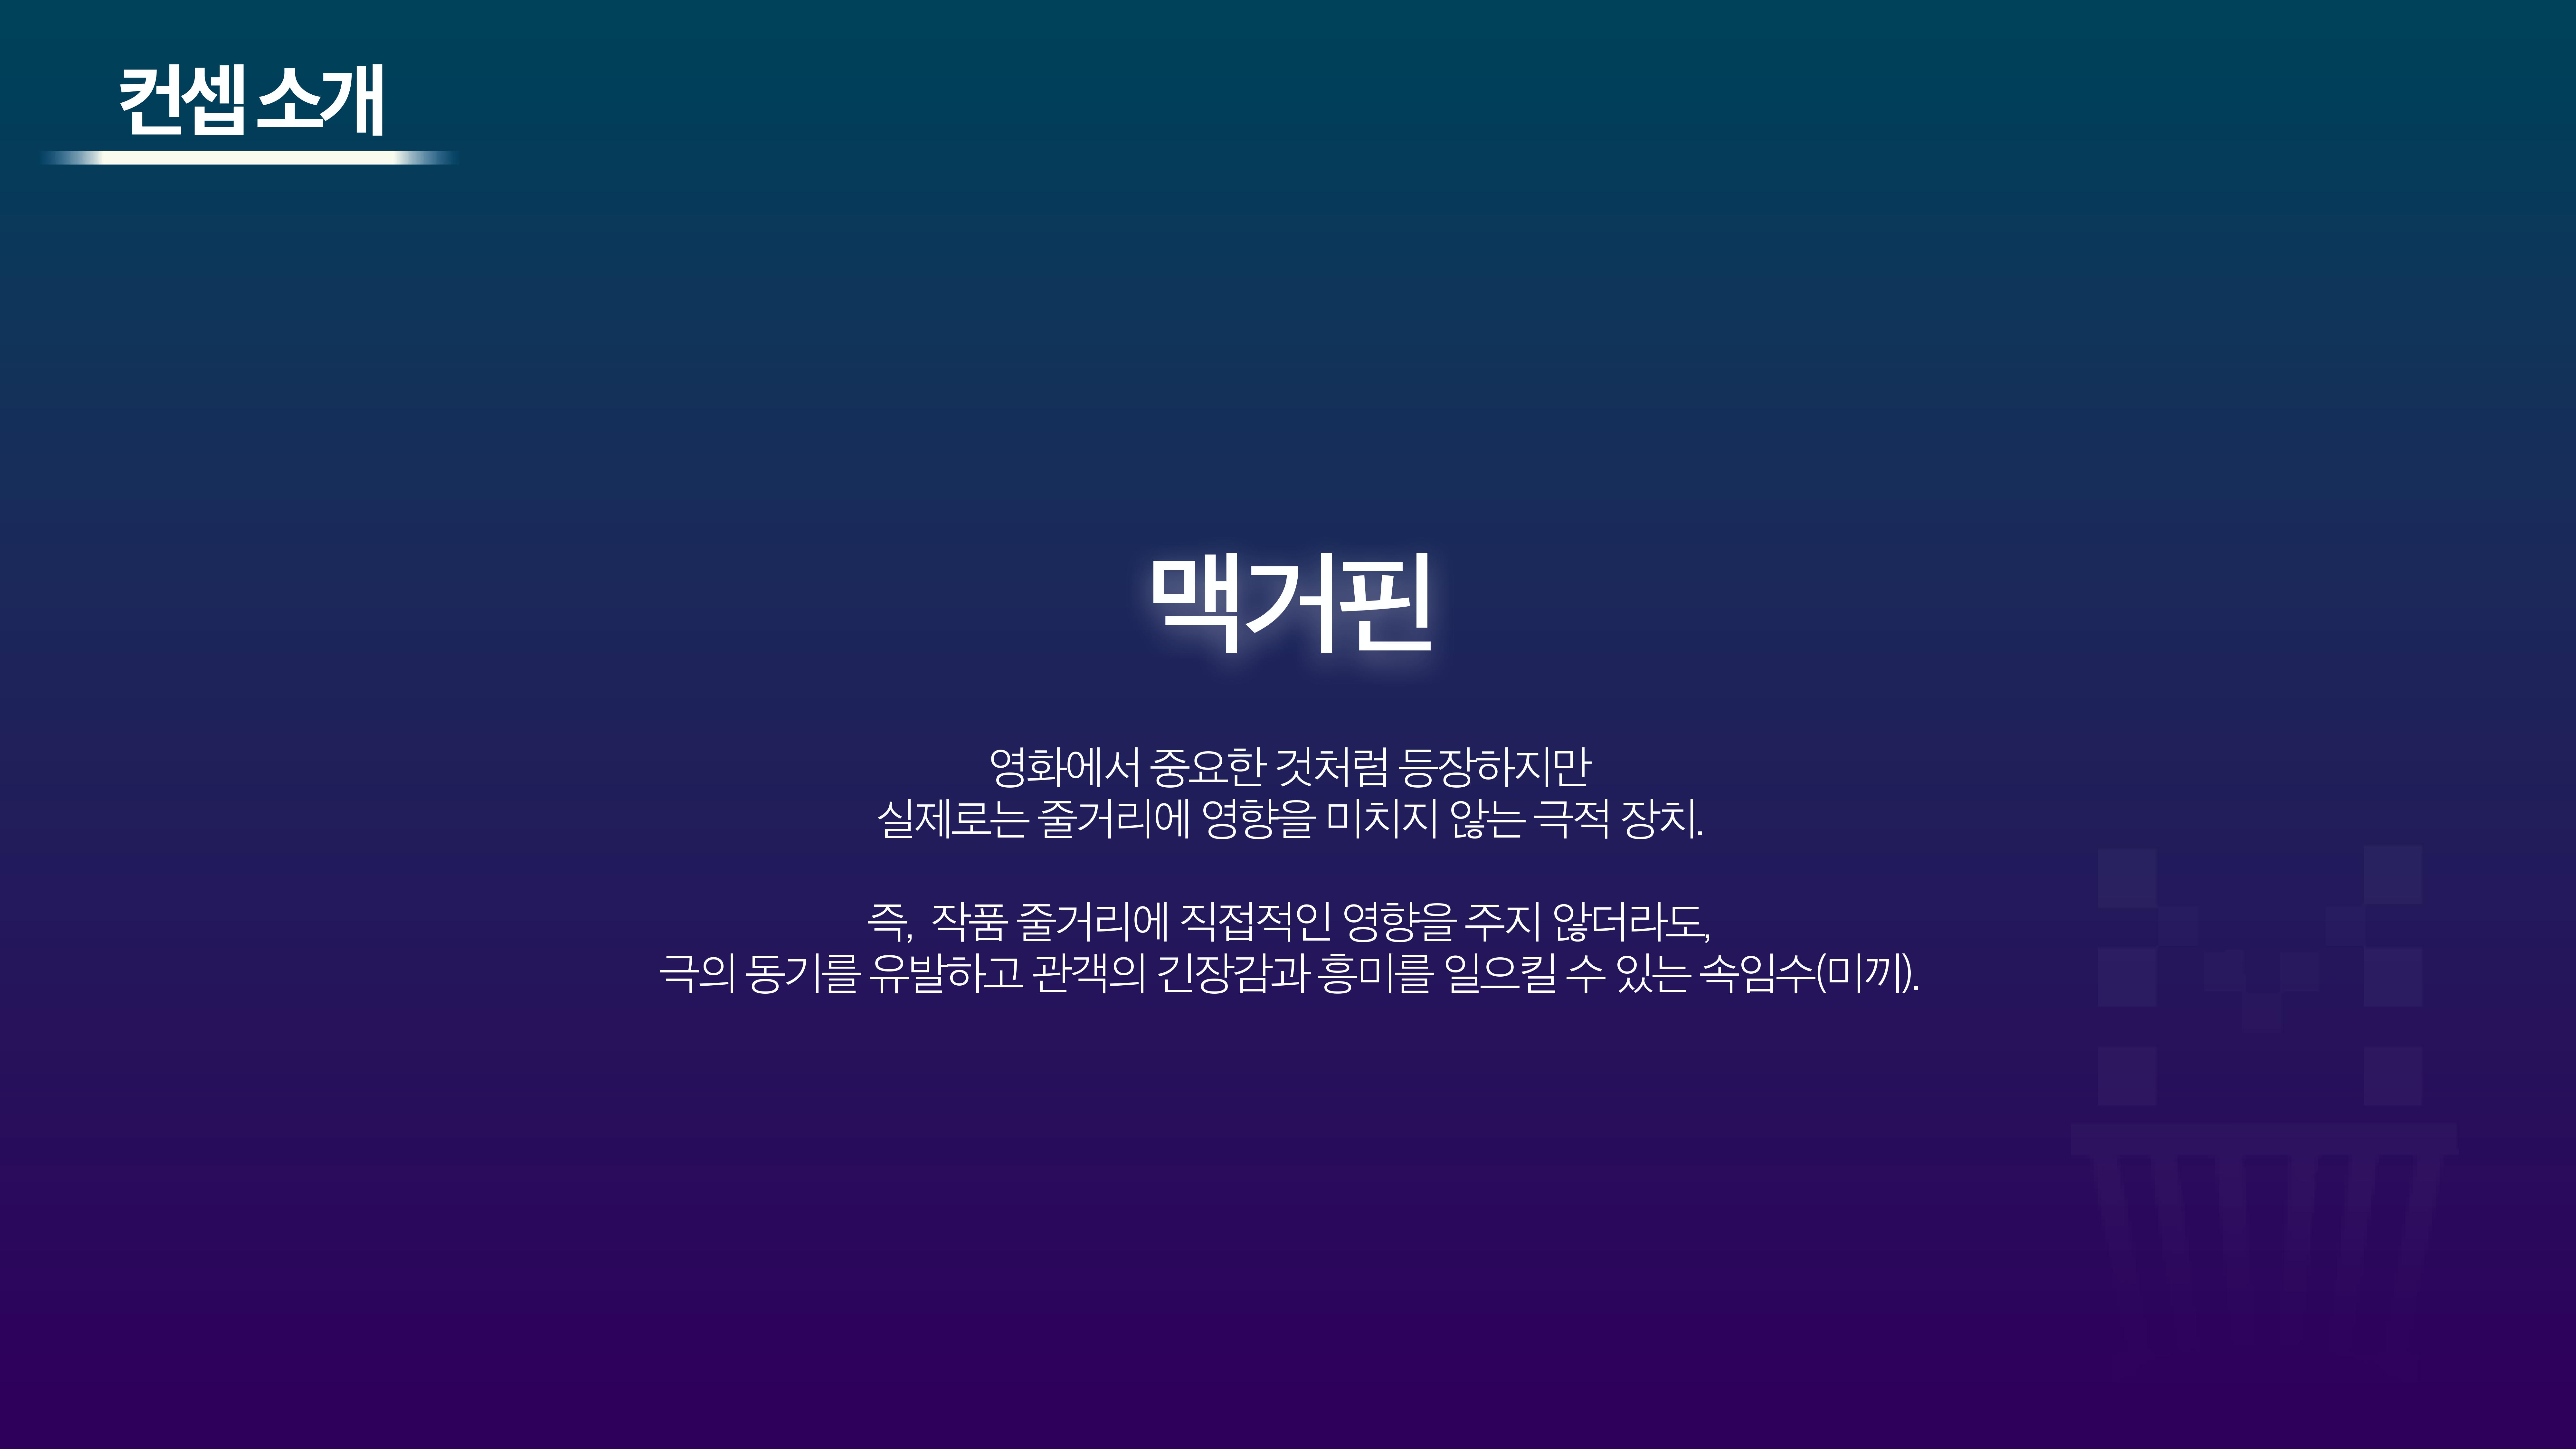 컨셉 소개
맥거핀
영화에서 중요한 것처럼 등장하지만
실제로는 줄거리에 영향을 미치지 않는 극적 장치.
즉, 작품 줄거리에 직접적인 영향을 주지 않더라도,
극의 동기를 유발하고 관객의 긴장감과 흥미를 일으킬 수 있는 속임수(미끼).